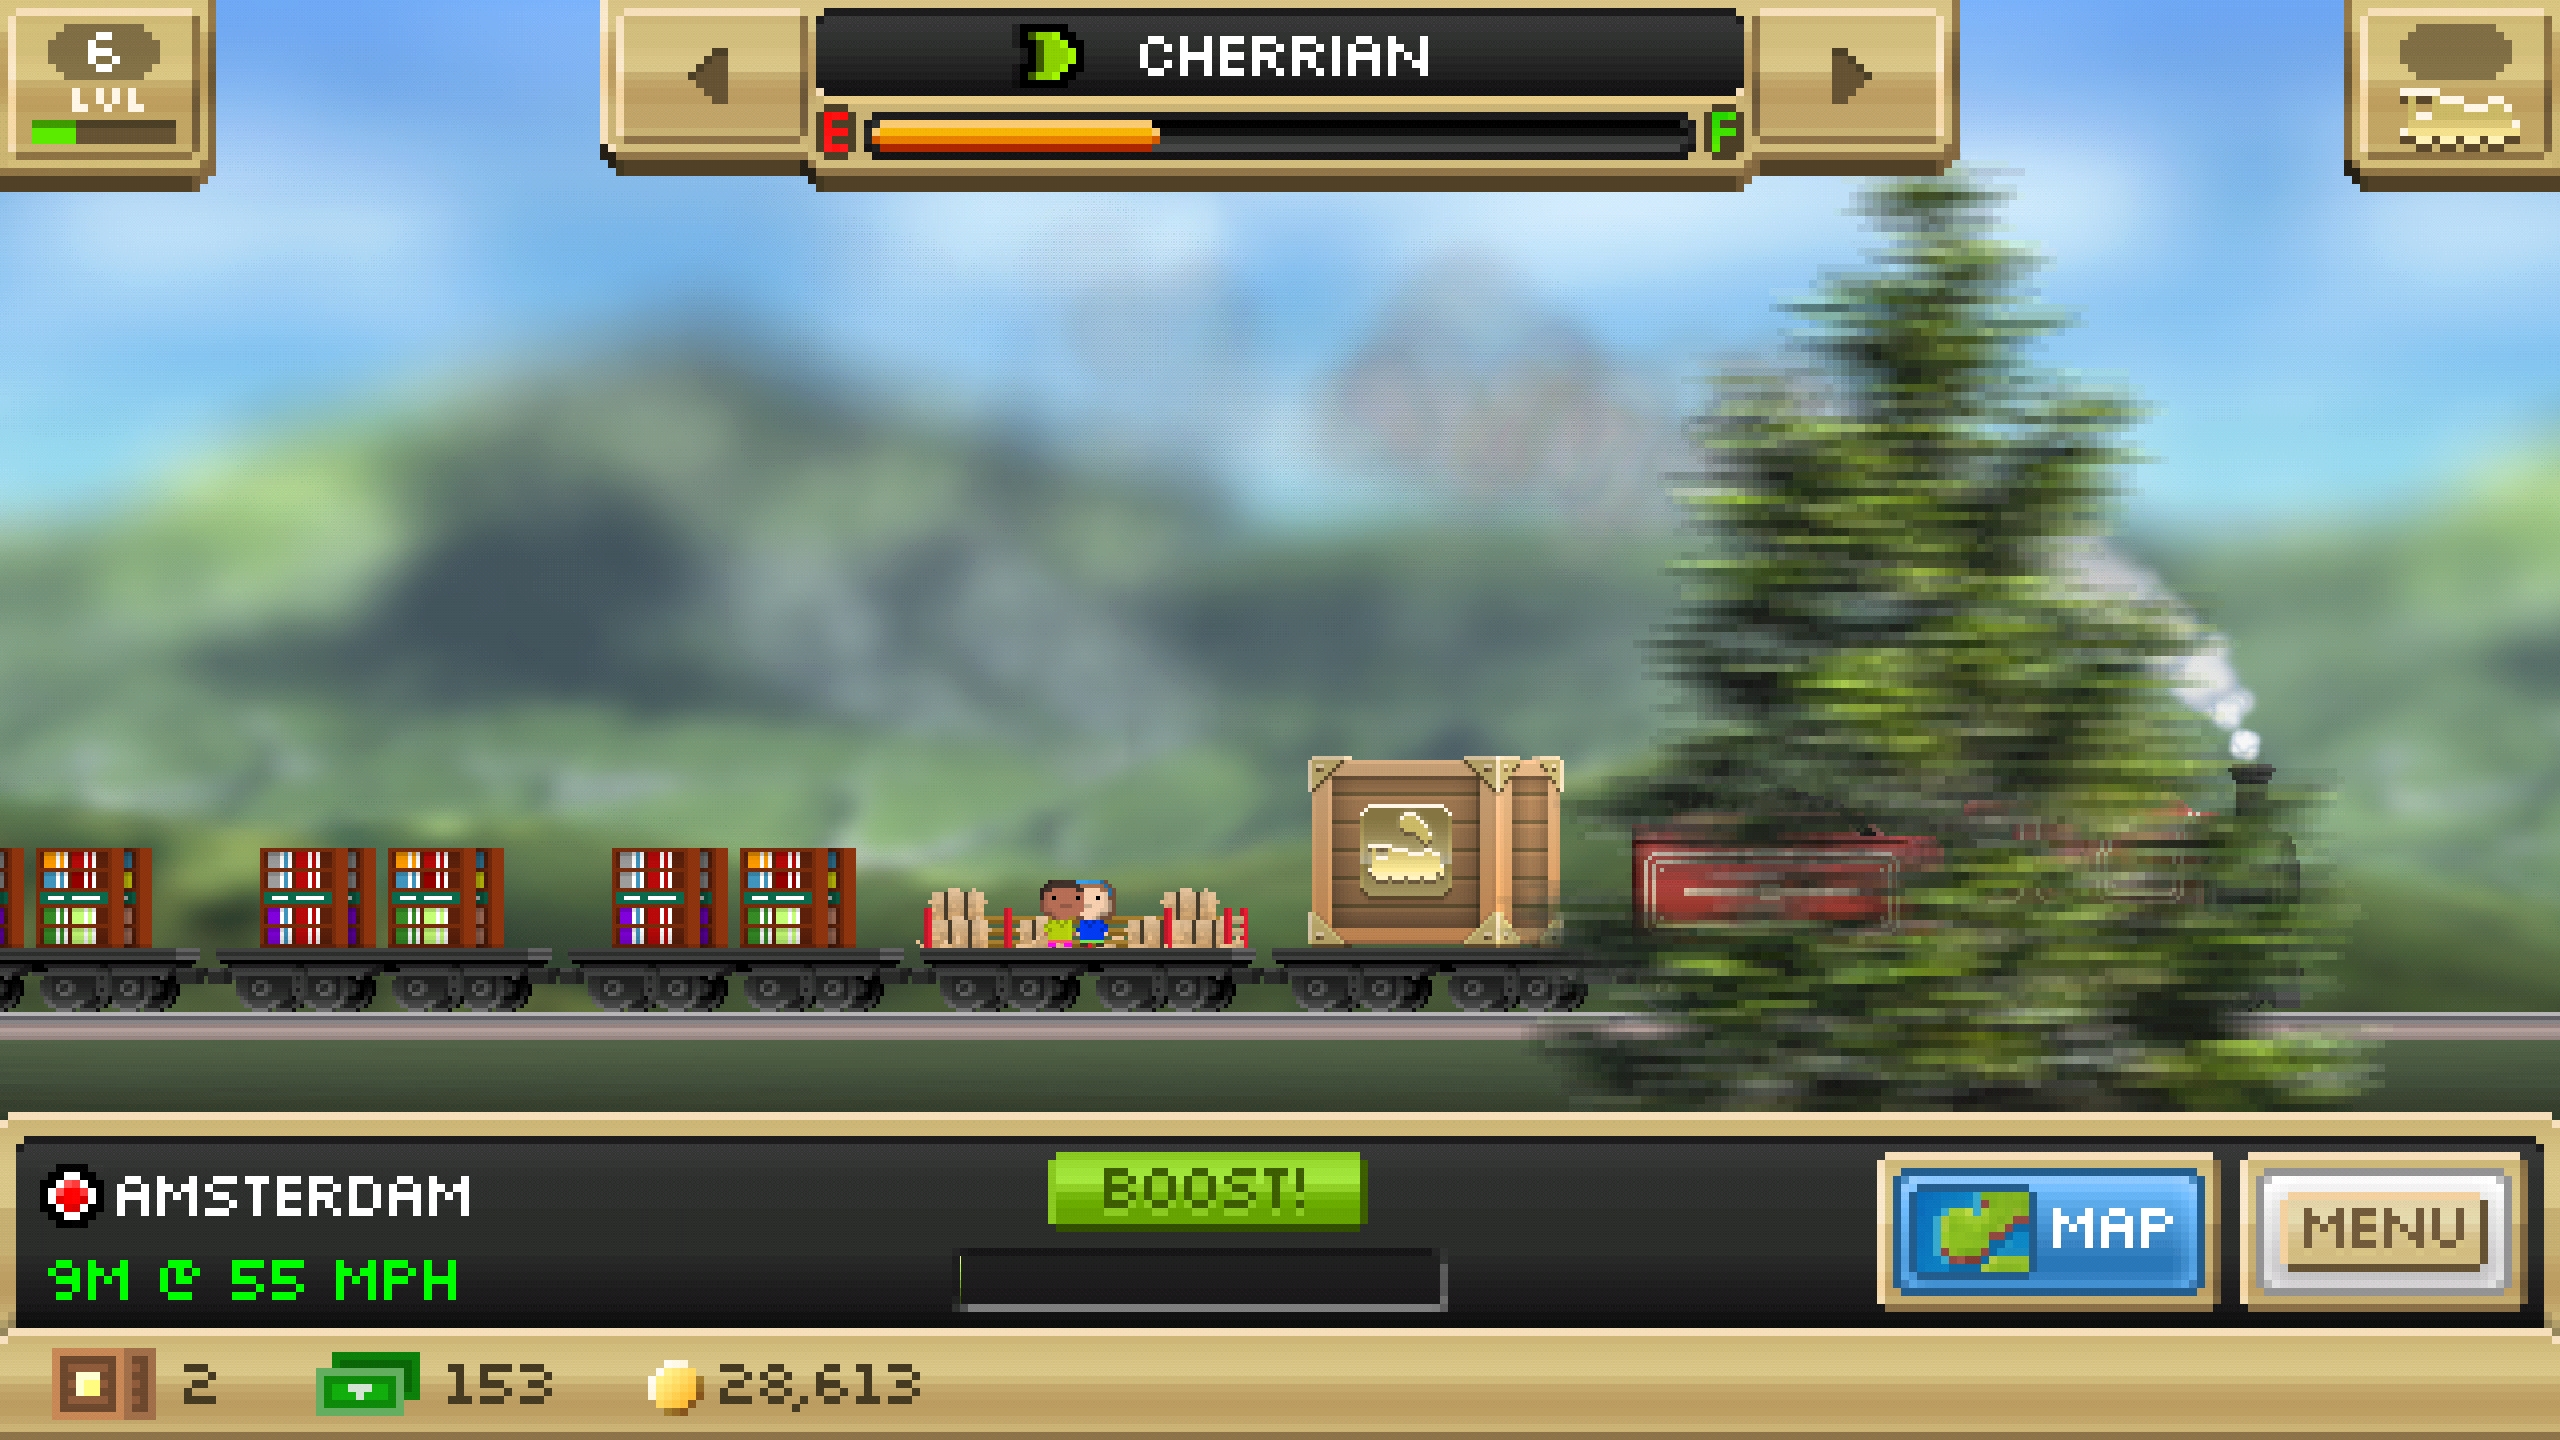 6
LVL
CHERRIAN
E F
AMSTERDAM
9M @ 55 MPH
BOOST!
MAP
MENU
2 153 28,613